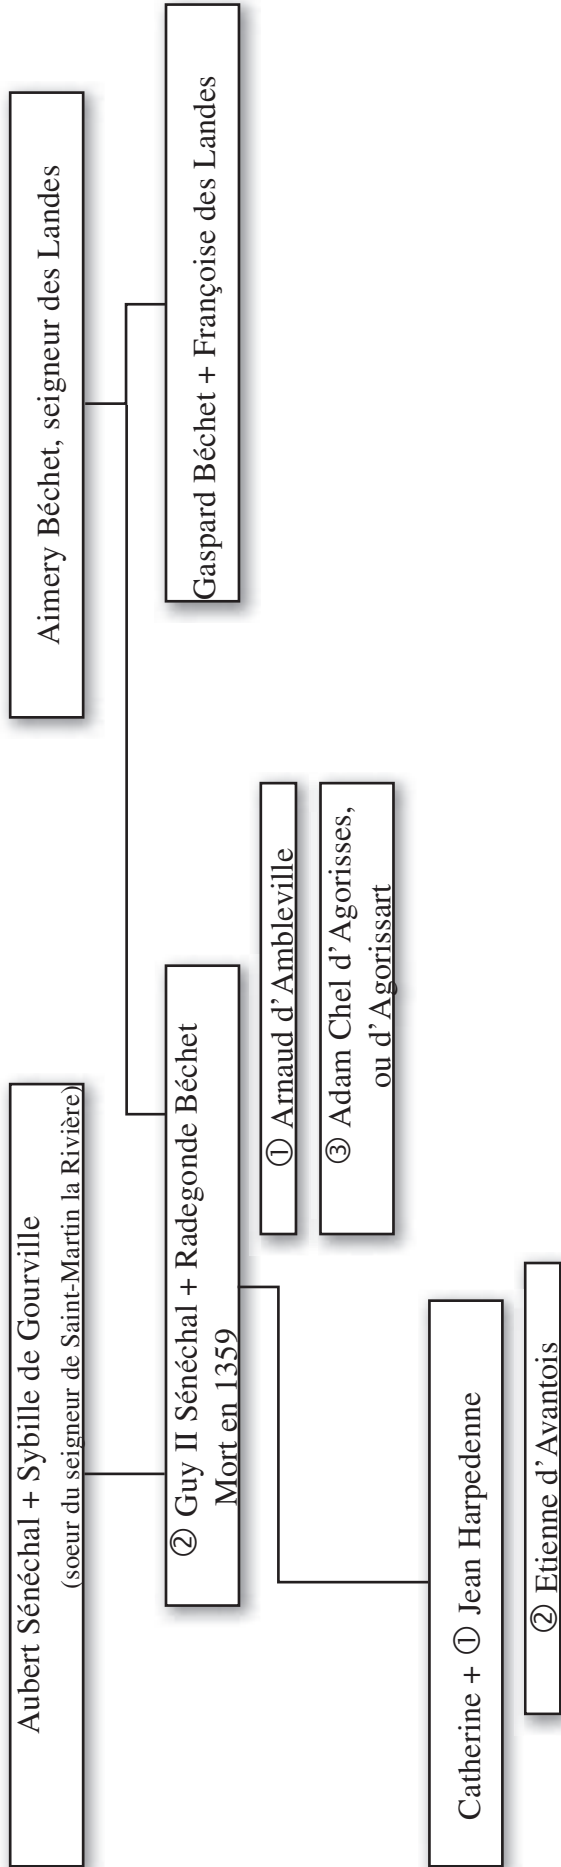 Aubert Sénéchal + Sybille de Gourville
(soeur du seigneur de Saint-Martin la Rivière)
Aimery Béchet, seigneur des Landes
② Guy II Sénéchal + Radegonde Béchet
Mort en 1359
Gaspard Béchet + Françoise des Landes
① Arnaud d’Ambleville
③ Adam Chel d’Agorisses,
ou d’Agorissart
Catherine + ① Jean Harpedenne
② Etienne d’Avantois